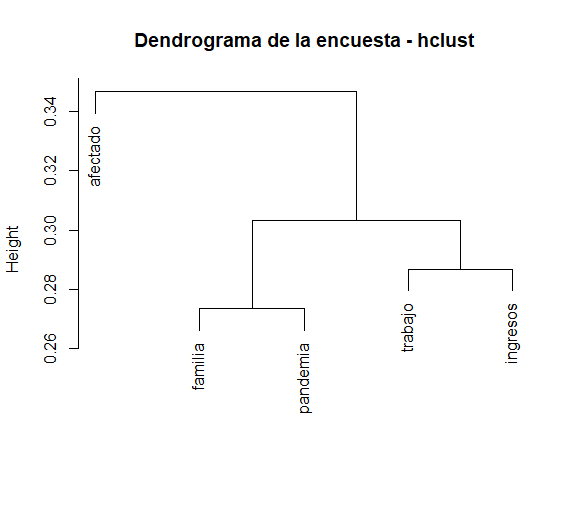 Dendrograma de la encuesta - hclust
Height
0.34
0.32
0.30
0.28
0.26
afectado
familia
pandemia
trabajo
ingresos